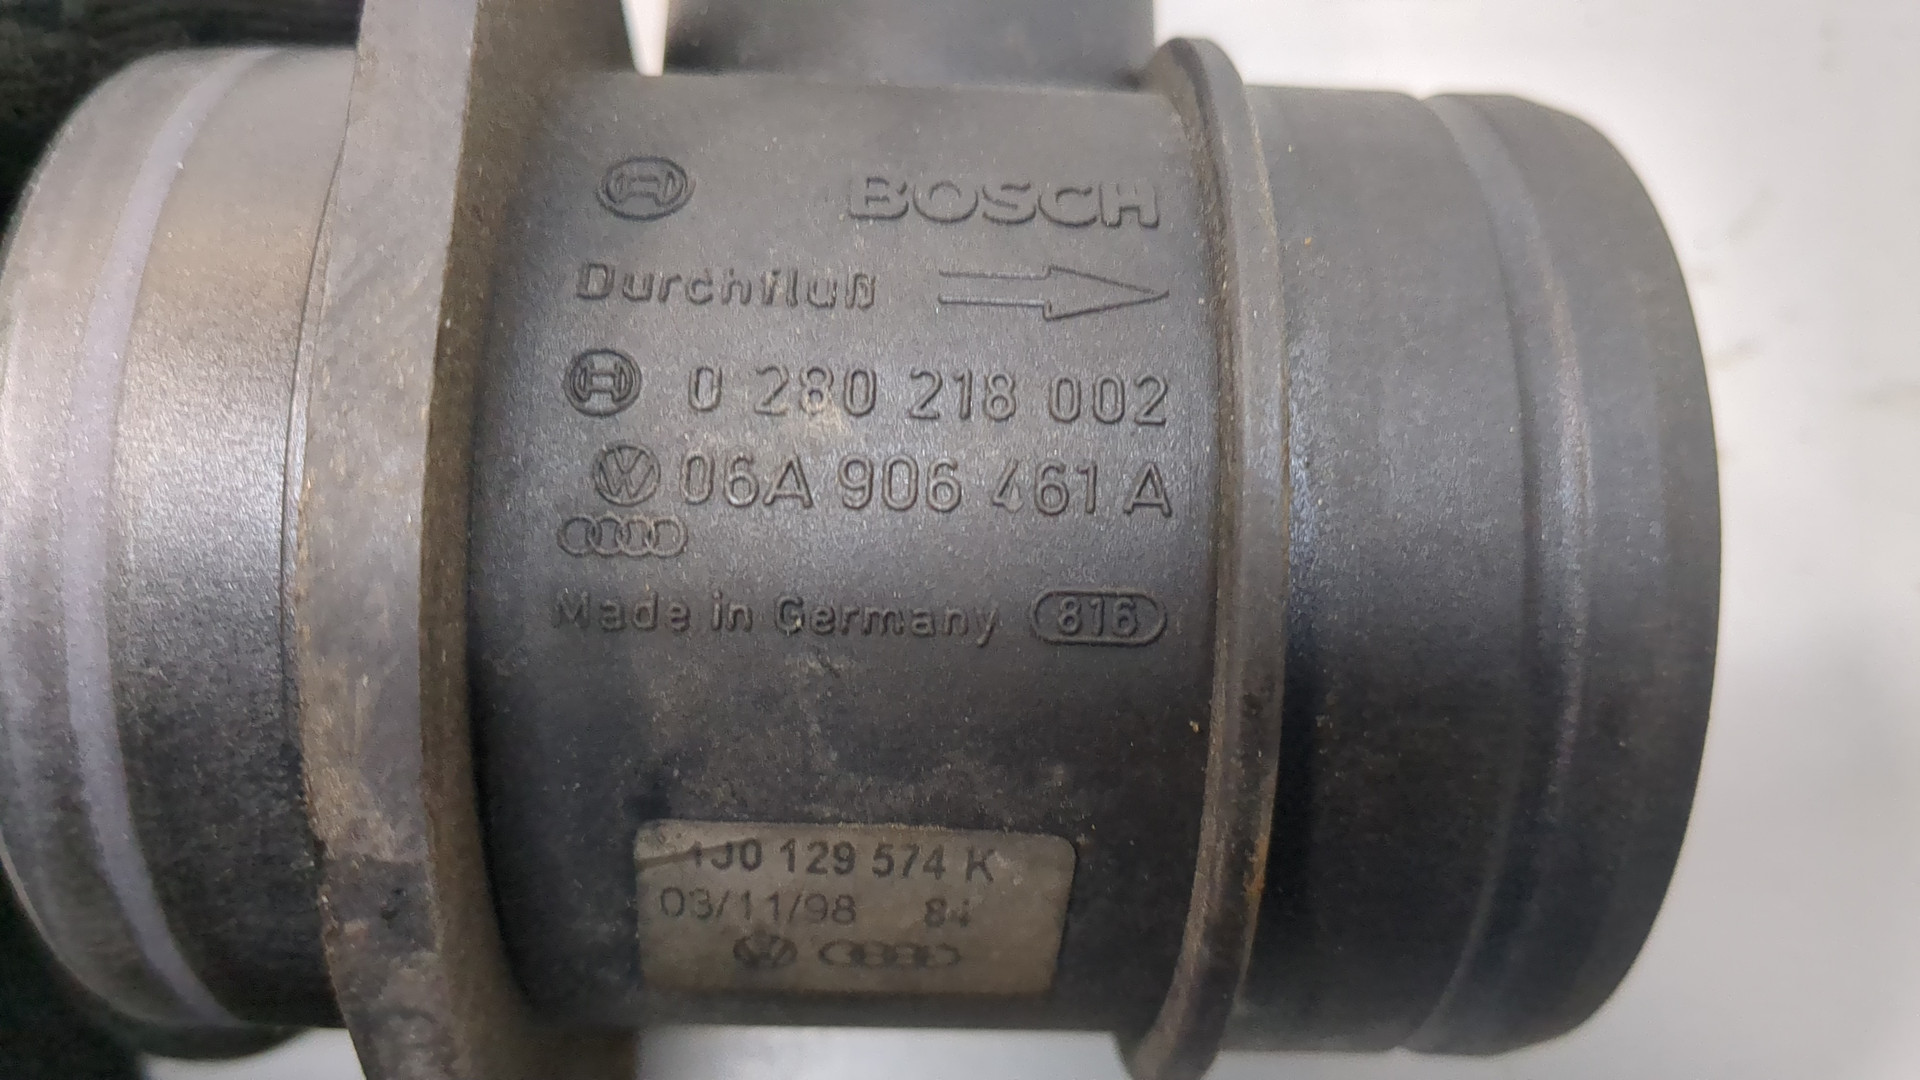 BOSCH
Durchfluß
0 280 218 002
06A 906 461 A
Made in Germany 816
1J0 129 574 K
03/11/98 84